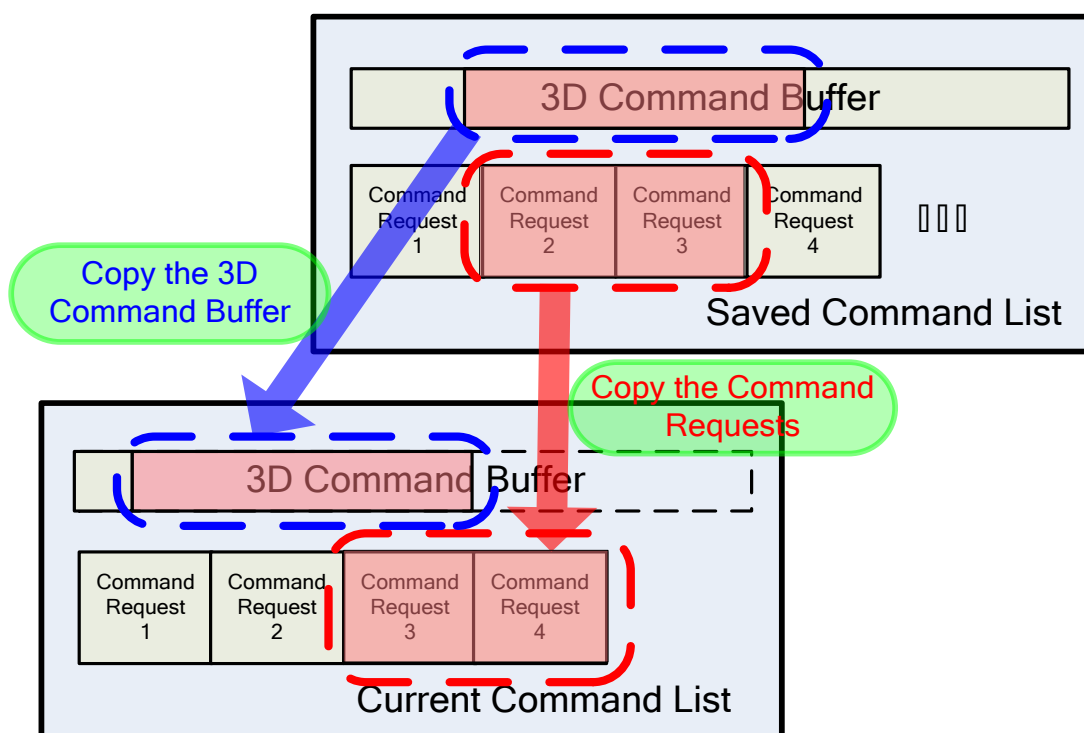 3D Command Buffer
Command
Request
1
Command
Request
2
Command
Request
3
Command
Request
4
Saved Command List
Copy the 3D
Command Buffer
Copy the Command
Requests
3D Command Buffer
Command
Request
1
Command
Request
2
Command
Request
3
Command
Request
4
Current Command List